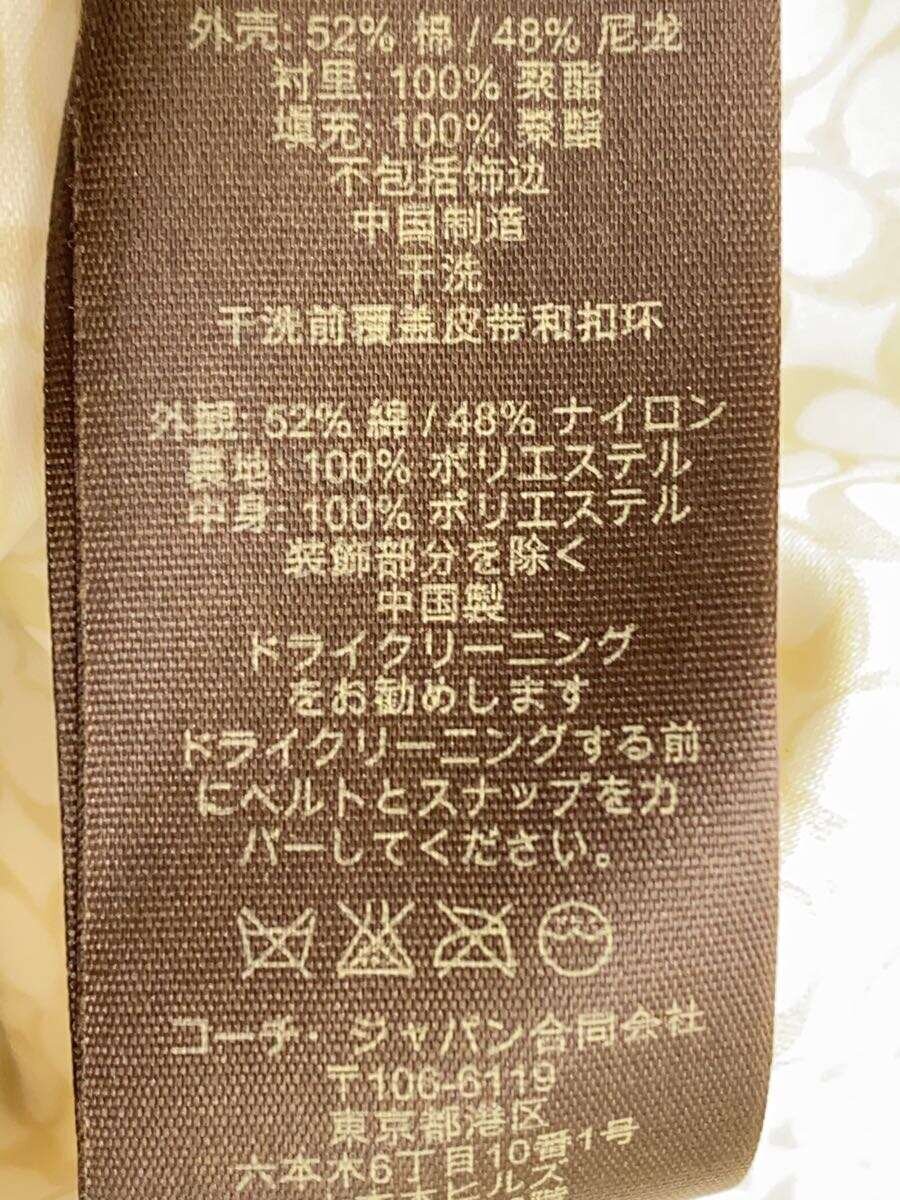 外壳: 52% 棉 / 48% 尼龙
衬里: 100% 聚酯
填充: 100% 聚酯
不包括饰边
中国制造
干洗
干洗前覆盖皮带和扣环
外観: 52% 綿 / 48% ナイロン
裏地: 100% ポリエステル
中身: 100% ポリエステル
装飾部分を除く
中国製
ドライクリーニング
をお勧めします
ドライクリーニングする前
にベルトとスナップを力
バーしてください。
コーチ・ジャパン合同会社
〒106-6119
東京都港区
六本木6丁目10番1号